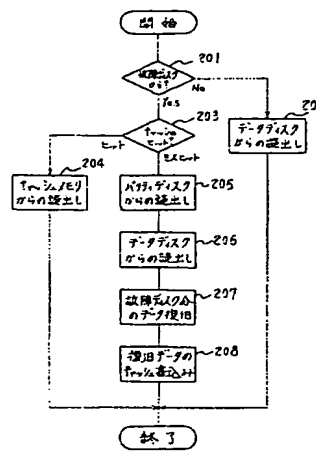 開始
201
故障ディスクあり?
No
Yes
203
キャッシュヒット?
ヒット
ミスヒット
20
データディスクからの読出し
204
キャッシュメモリからの読出し
205
パリティディスクからの読出し
206
データディスクからの読出し
207
故障ディスク分のデータ復旧
208
復旧データのキャッシュ書込み
終了